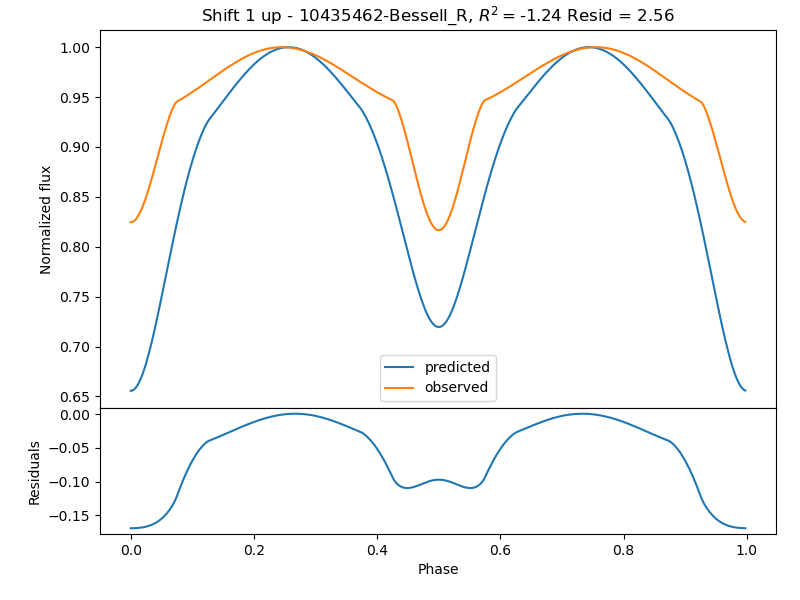 Shift 1 up - 10435462-Bessell_R, R² = -1.24 Resid = 2.56
1.00
0.95
0.90
0.85
0.80
0.75
0.70
0.65
Normalized flux
predicted
observed
0.00
−0.05
−0.10
−0.15
Residuals
0.0 0.2 0.4 0.6 0.8 1.0
Phase